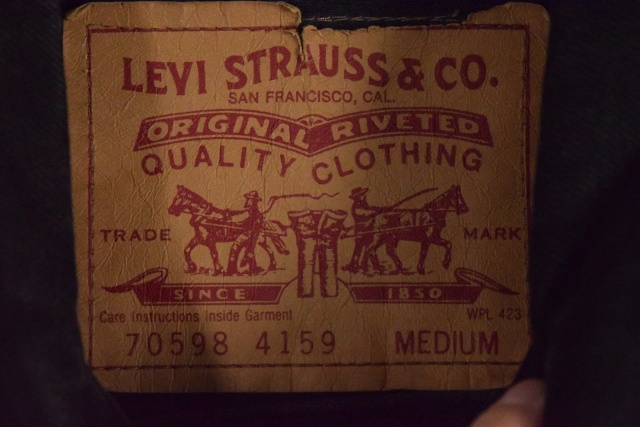 LEVI STRAUSS & CO.
SAN FRANCISCO, CAL.
ORIGINAL RIVETED
QUALITY CLOTHING
TRADE MARK
SINCE 1850
Care Instructions Inside Garment WPL 423
70598 4159 MEDIUM